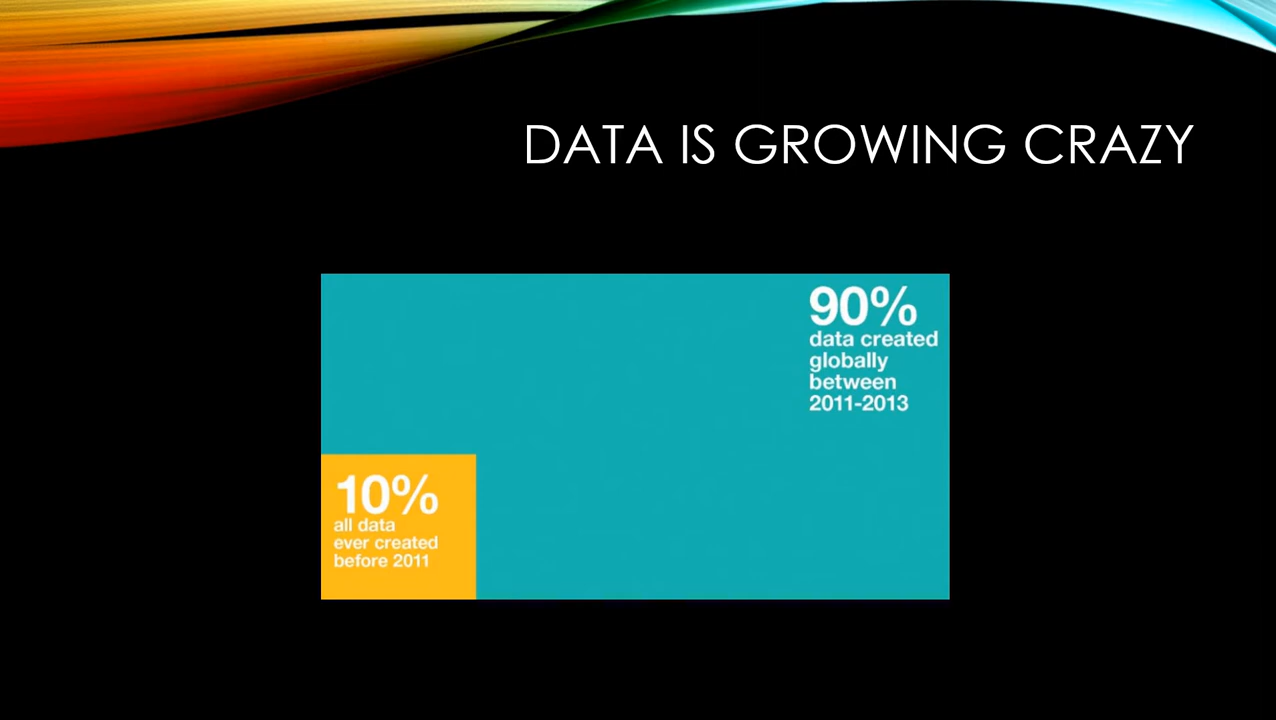 DATA IS GROWING CRAZY
90%
data created
globally
between
2011-2013
10%
all data
ever created
before 2011